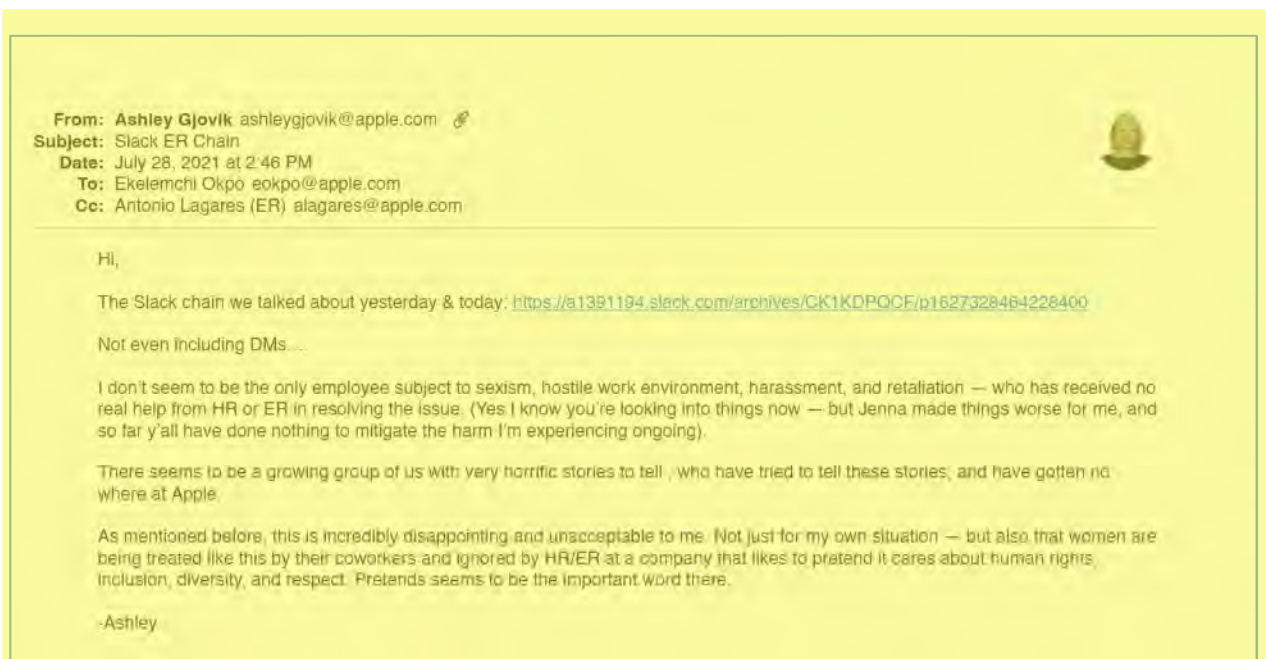 From: Ashley Gjovik ashleygjovik@apple.com
Subject: Slack ER Chain
Date: July 28, 2021 at 2:46 PM
To: Ekelemchi Okpo eokpo@apple.com
Cc: Antonio Lagares (ER) alagares@apple.com
Hi,
The Slack chain we talked about yesterday & today: https://a1391194.slack.com/archives/CK1KDPQCF/p1627328464228400
Not even including DMs...
I don't seem to be the only employee subject to sexism, hostile work environment, harassment, and retaliation — who has received no
real help from HR or ER in resolving the issue. (Yes I know you're looking into things now — but Jenna made things worse for me, and
so far y'all have done nothing to mitigate the harm I'm experiencing ongoing).
There seems to be a growing group of us with very horrific stories to tell , who have tried to tell these stories, and have gotten no
where at Apple.
As mentioned before, this is incredibly disappointing and unacceptable to me. Not just for my own situation — but also that women are
being treated like this by their coworkers and ignored by HR/ER at a company that likes to pretend it cares about human rights,
inclusion, diversity, and respect. Pretends seems to be the important word there.
-Ashley